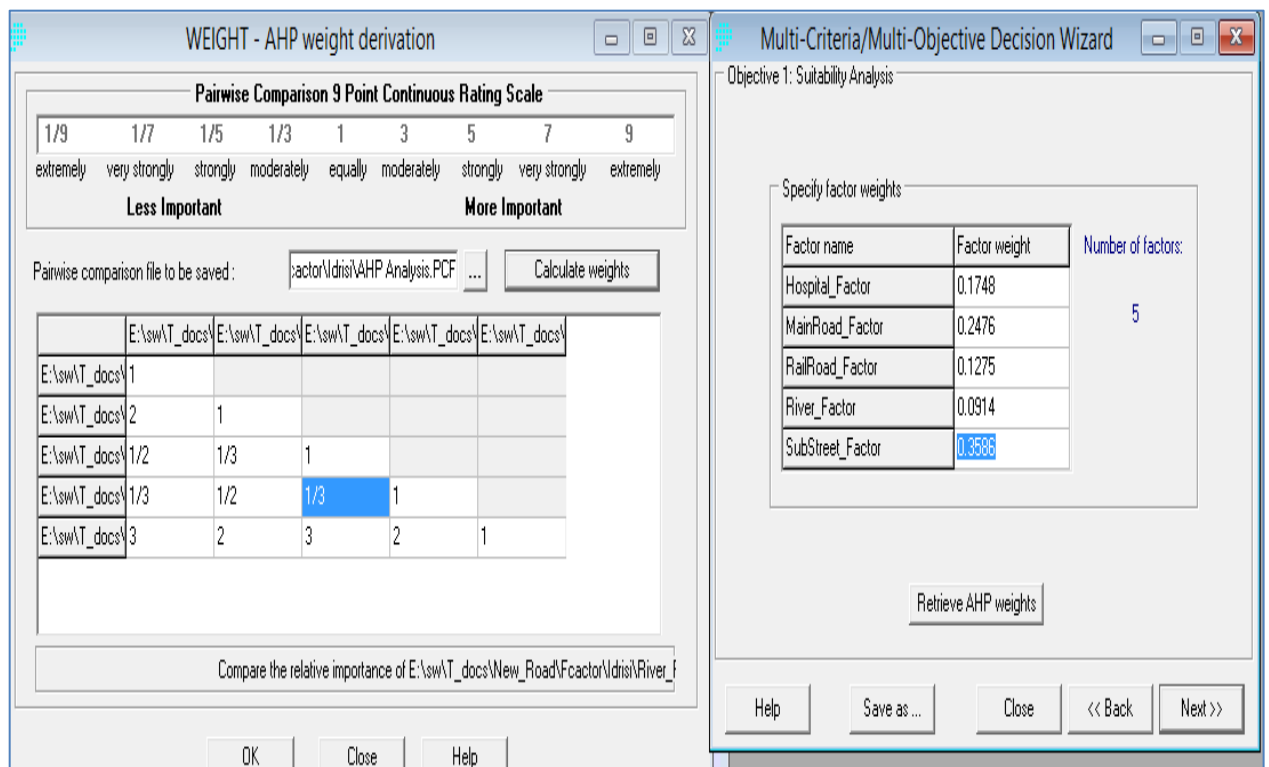 WEIGHT - AHP weight derivation
Pairwise Comparison 9 Point Continuous Rating Scale
1/9 1/7 1/5 1/3 1 3 5 7 9
extremely very strongly strongly moderately equally moderately strongly very strongly extremely
Less Important More Important
Pairwise comparison file to be saved : actor\Idrisi\AHP Analysis.PCF ... Calculate weights
E:\sw\T_docs\ E:\sw\T_docs\ E:\sw\T_docs\ E:\sw\T_docs\ E:\sw\T_docs\
E:\sw\T_docs\ 1
E:\sw\T_docs\ 2 1
E:\sw\T_docs\ 1/2 1/3 1
E:\sw\T_docs\ 1/3 1/2 1/3 1
E:\sw\T_docs\ 3 2 3 2 1
Compare the relative importance of E:\sw\T_docs\New_Road\Fcactor\Idrisi\River_F
OK Close Help
Multi-Criteria/Multi-Objective Decision Wizard
Objective 1: Suitability Analysis
Specify factor weights
Factor name Factor weight Number of factors:
Hospital_Factor 0.1748
5
MainRoad_Factor 0.2476
RailRoad_Factor 0.1275
River_Factor 0.0914
SubStreet_Factor 0.3586
Retrieve AHP weights
Help Save as ... Close << Back Next >>